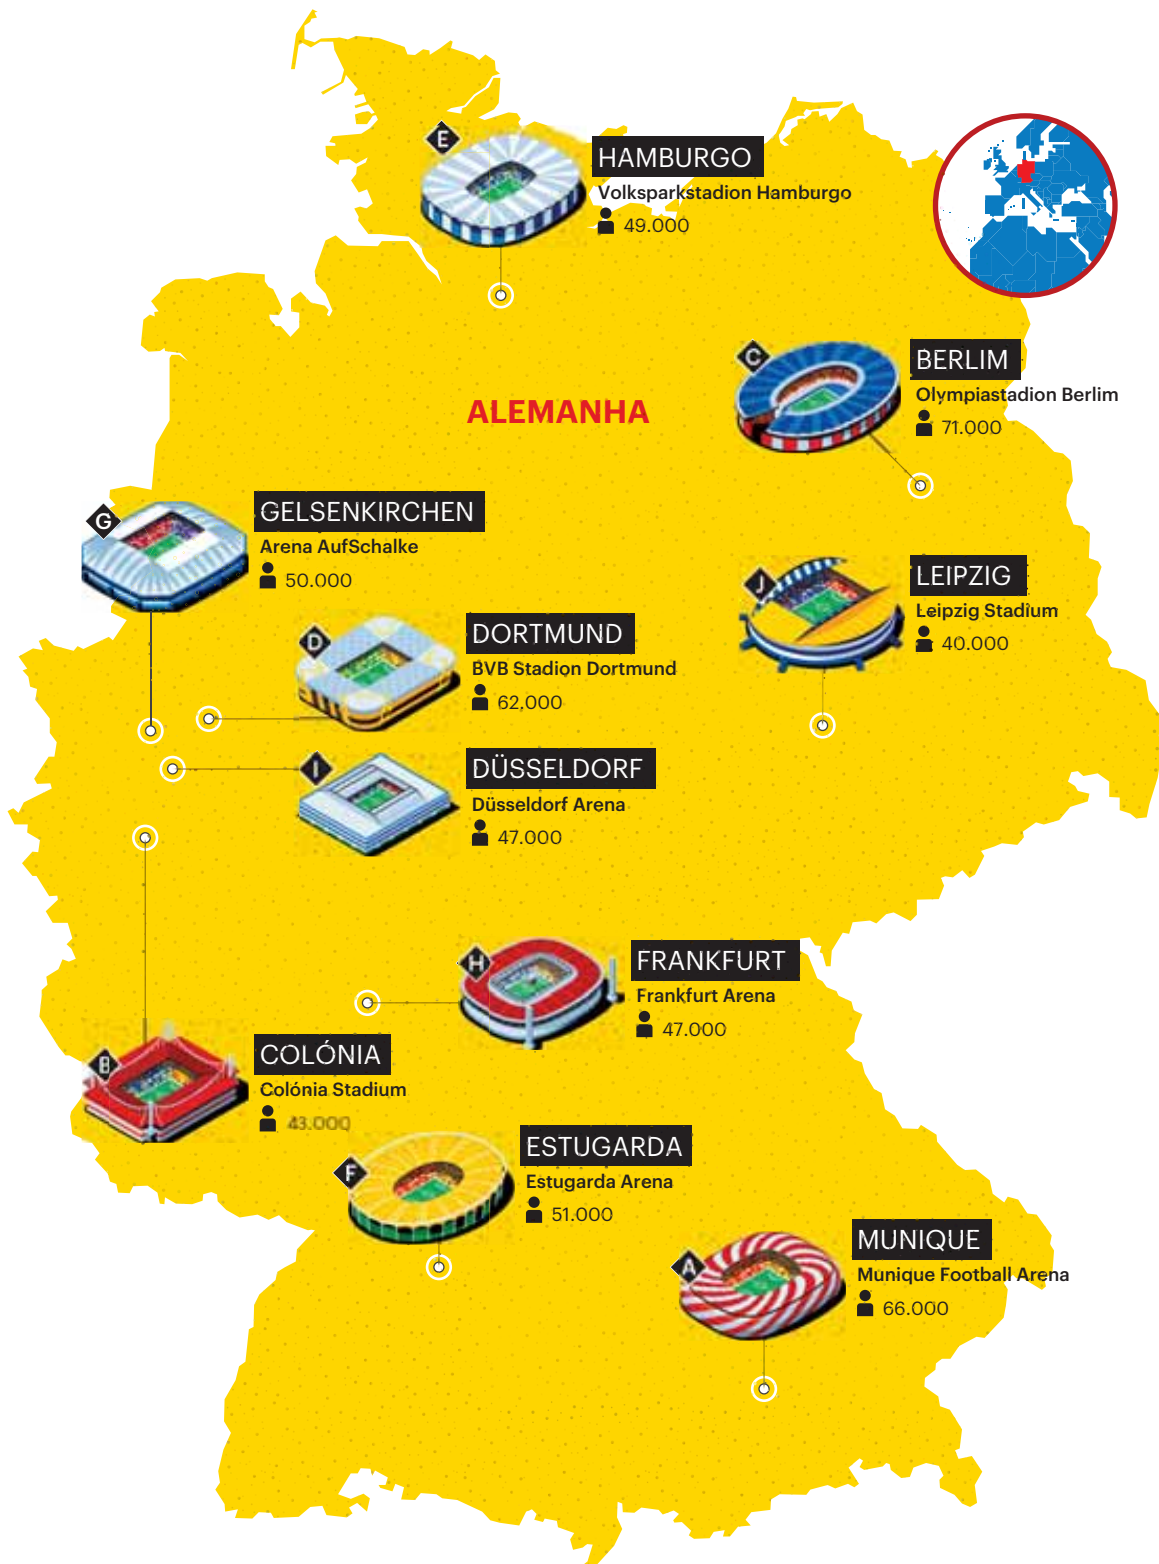 E
HAMBURGO
Volksparkstadion Hamburgo
49.000
C
BERLIM
Olympiastadion Berlim
71.000
ALEMANHA
G
GELSENKIRCHEN
Arena AufSchalke
50.000
J
LEIPZIG
Leipzig Stadium
40.000
D
DORTMUND
BVB Stadion Dortmund
62.000
I
DÜSSELDORF
Düsseldorf Arena
47.000
H
FRANKFURT
Frankfurt Arena
47.000
B
COLÓNIA
Colónia Stadium
43.000
F
ESTUGARDA
Estugarda Arena
51.000
A
MUNIQUE
Munique Football Arena
66.000